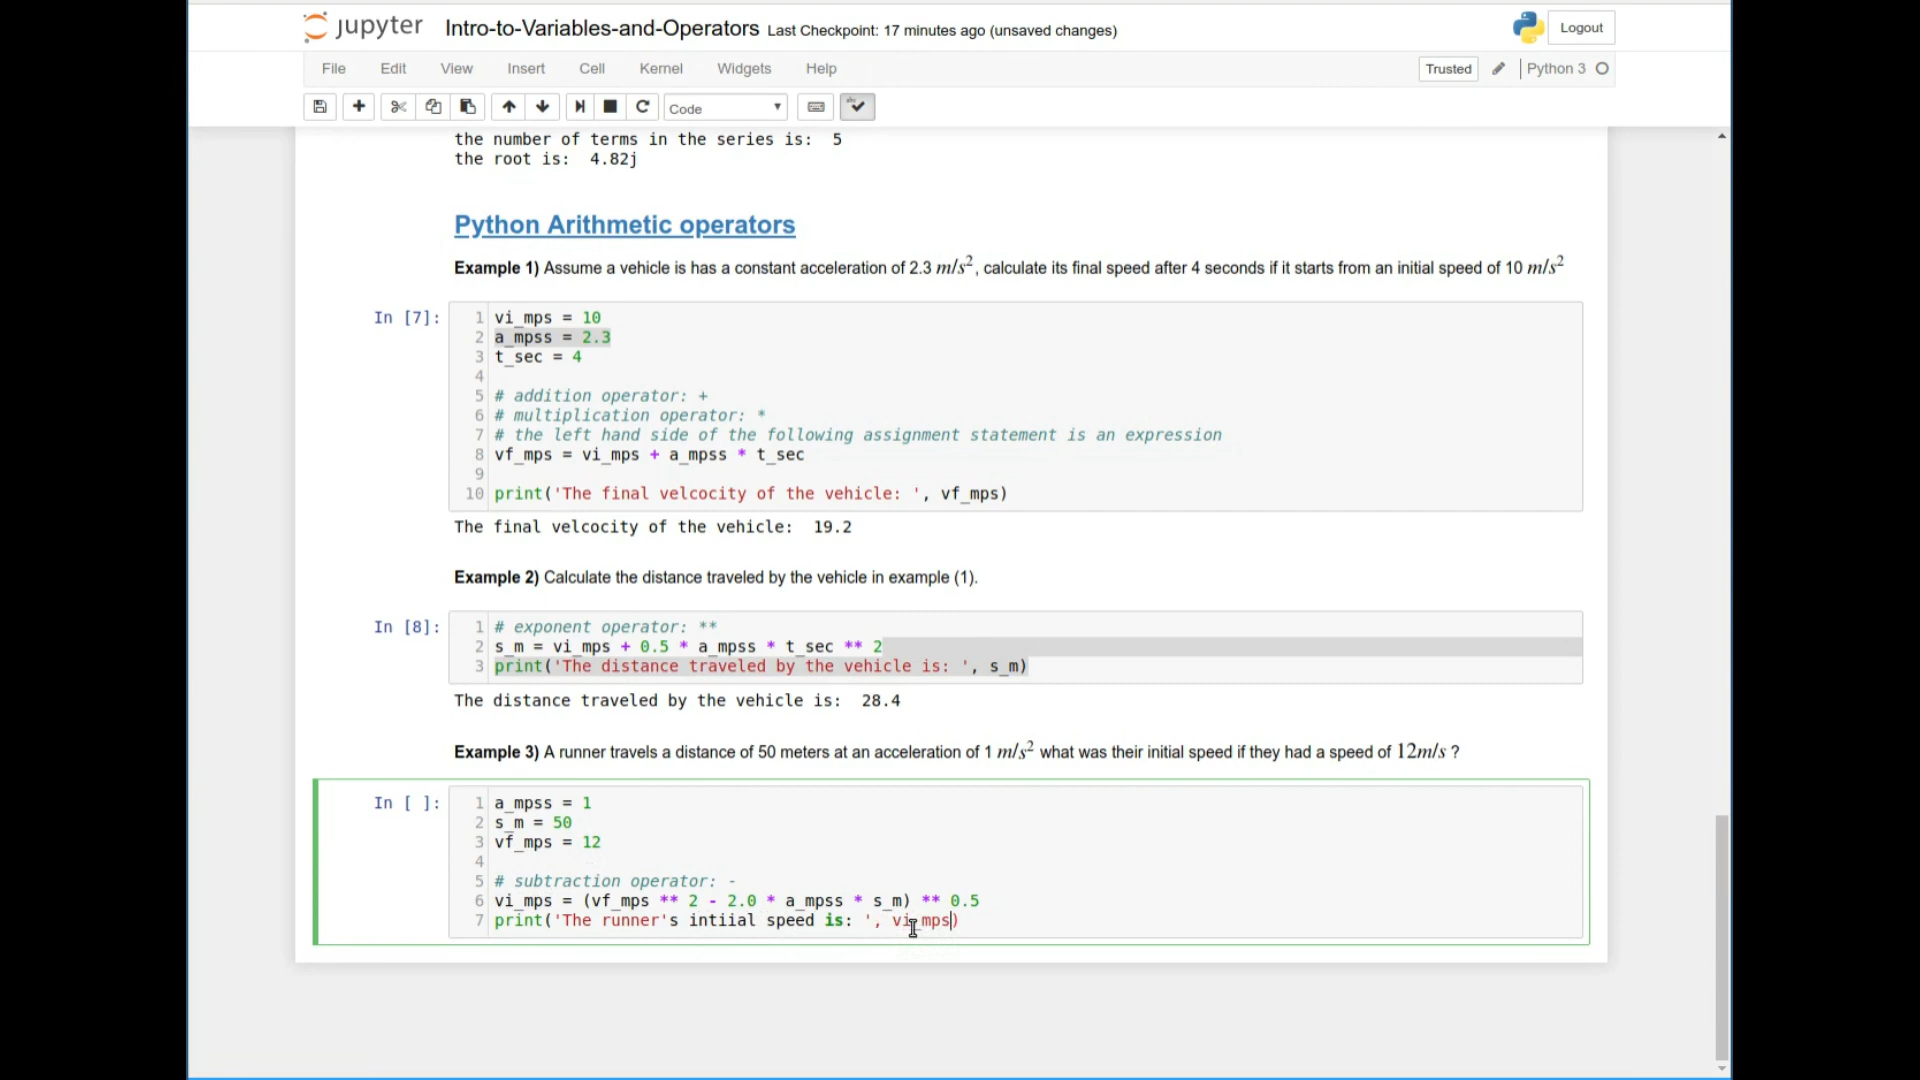 jupyter Intro-to-Variables-and-Operators Last Checkpoint: 17 minutes ago (unsaved changes) Logout
File Edit View Insert Cell Kernel Widgets Help Trusted Python 3
Code
the number of terms in the series is:  5
the root is:  4.82j
Python Arithmetic operators
Example 1) Assume a vehicle is has a constant acceleration of 2.3 m/s², calculate its final speed after 4 seconds if it starts from an initial speed of 10 m/s²
In [7]: 1 vi_mps = 10
2 a_mpss = 2.3
3 t_sec = 4
4
5 # addition operator: +
6 # multiplication operator: *
7 # the left hand side of the following assignment statement is an expression
8 vf_mps = vi_mps + a_mpss * t_sec
9
10 print('The final velcocity of the vehicle: ', vf_mps)
The final velcocity of the vehicle:  19.2
Example 2) Calculate the distance traveled by the vehicle in example (1).
In [8]: 1 # exponent operator: **
2 s_m = vi_mps + 0.5 * a_mpss * t_sec ** 2
3 print('The distance traveled by the vehicle is: ', s_m)
The distance traveled by the vehicle is:  28.4
Example 3) A runner travels a distance of 50 meters at an acceleration of 1 m/s² what was their initial speed if they had a speed of 12m/s ?
In [ ]: 1 a_mpss = 1
2 s_m = 50
3 vf_mps = 12
4
5 # subtraction operator: -
6 vi_mps = (vf_mps ** 2 - 2.0 * a_mpss * s_m) ** 0.5
7 print('The runner's intiial speed is: ', vi_mps)